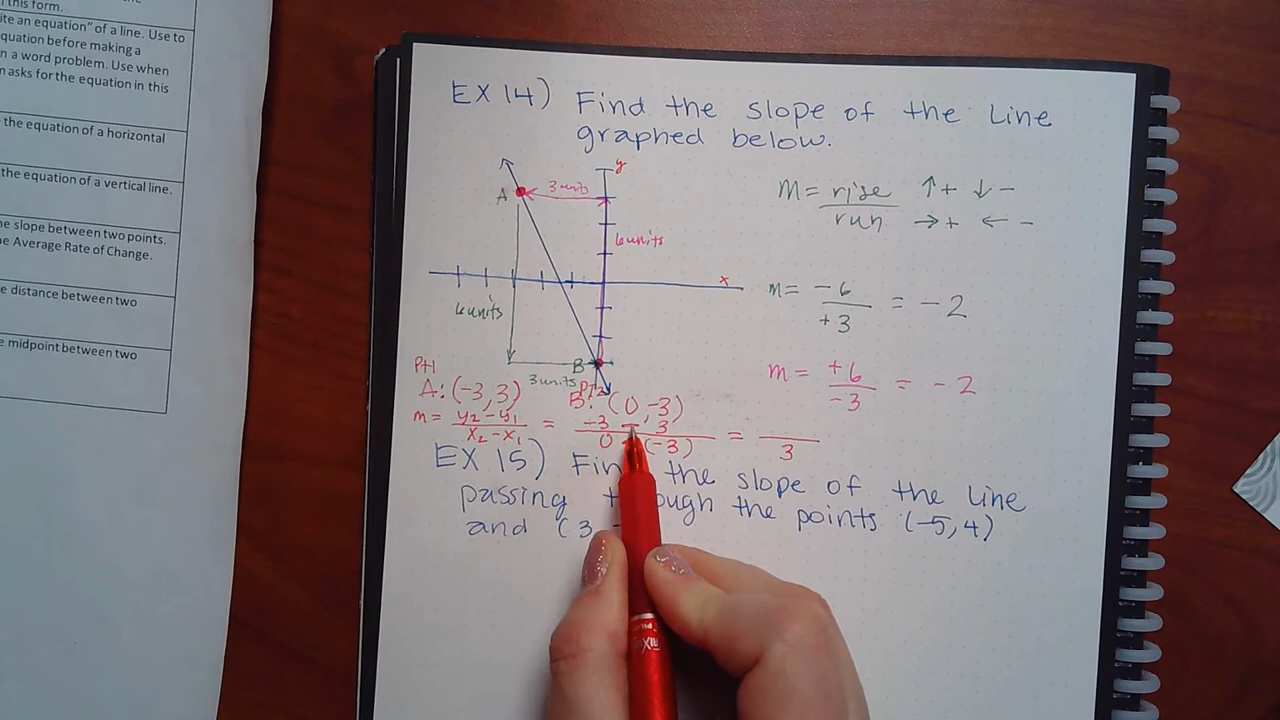 this form.
ite an equation" of a line. Use to
quation before making a
n a word problem. Use when
n asks for the equation in this
the equation of a horizontal
the equation of a vertical line.
he slope between two points.
he Average Rate of Change.
e distance between two
e midpoint between two
EX 14) Find the slope of the line
graphed below.
y
A 3 units
6 units
x
6 units
B
3 units
m = rise ↑+ ↓-
run →+ ←-
m = -6 = -2
+3
m = +6 = -2
-3
Pt1
A: (-3, 3) B: (0, -3)
m = y2 - y1 = -3 - 3 =
x2 - x1 0 (-3) 3
EX 15) Fin the slope of the line
passing ough the points (-5, 4)
and (3